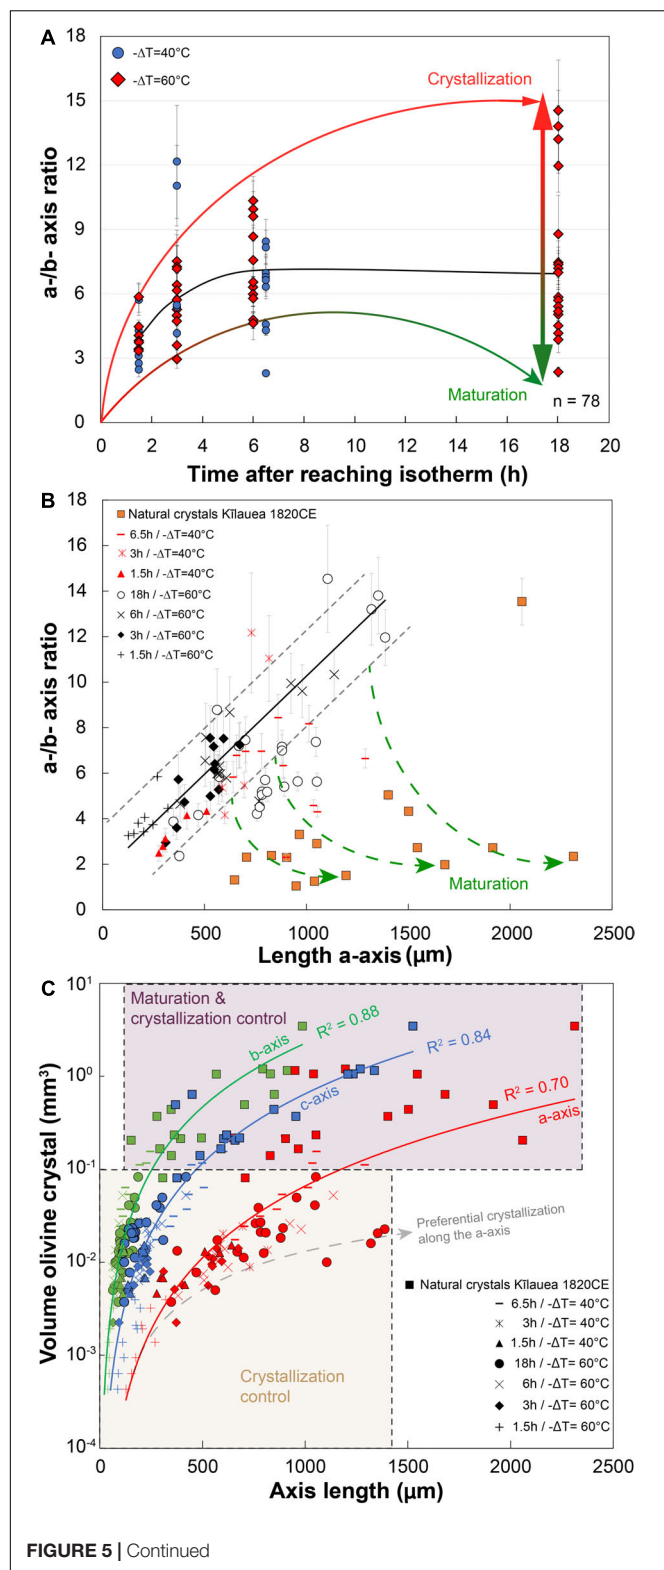 A
18
15
12
9
6
3
0
a-/b- axis ratio
-ΔT=40°C
-ΔT=60°C
Crystallization
Maturation
n = 78
0 2 4 6 8 10 12 14 16 18 20
Time after reaching isotherm (h)
B
18
16
14
12
10
8
6
4
2
0
a-/b- axis ratio
Natural crystals Kīlauea 1820CE
6.5h / -ΔT=40°C
3h / -ΔT=40°C
1.5h / -ΔT=40°C
18h / -ΔT=60°C
6h / -ΔT=60°C
3h / -ΔT=60°C
1.5h / -ΔT=60°C
Maturation
0 500 1000 1500 2000 2500
Length a-axis (μm)
C
10¹
10⁰
10⁻¹
10⁻²
10⁻³
10⁻⁴
Volume olivine crystal (mm³)
Maturation &
crystallization control
b-axis
R² = 0.88
c-axis
R² = 0.84
R² = 0.70
a-axis
Preferential crystallization
along the a-axis
Natural crystals Kīlauea 1820CE
6.5h / -ΔT= 40°C
3h / -ΔT= 40°C
1.5h / -ΔT= 40°C
18h / -ΔT= 60°C
6h / -ΔT= 60°C
3h / -ΔT= 60°C
1.5h / -ΔT= 60°C
Crystallization
control
0 500 1000 1500 2000 2500
Axis length (μm)
FIGURE 5 | Continued